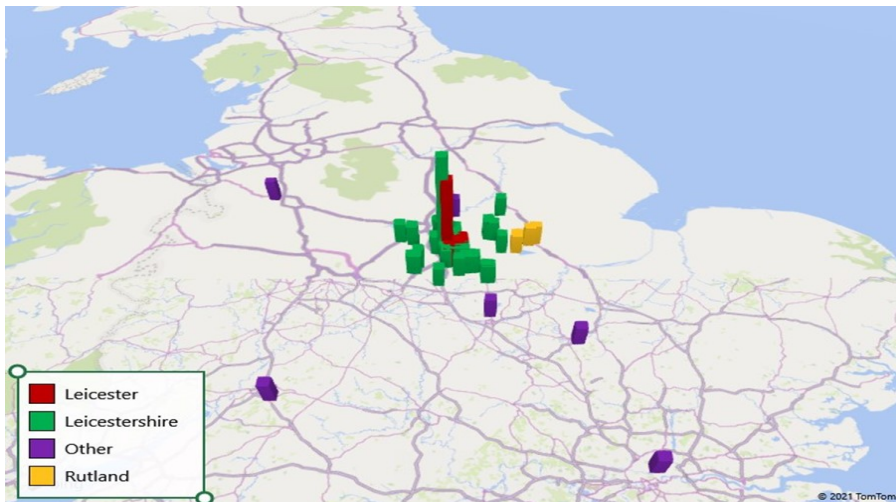 Leicester
Leicestershire
Other
Rutland
© 2021 TomTom